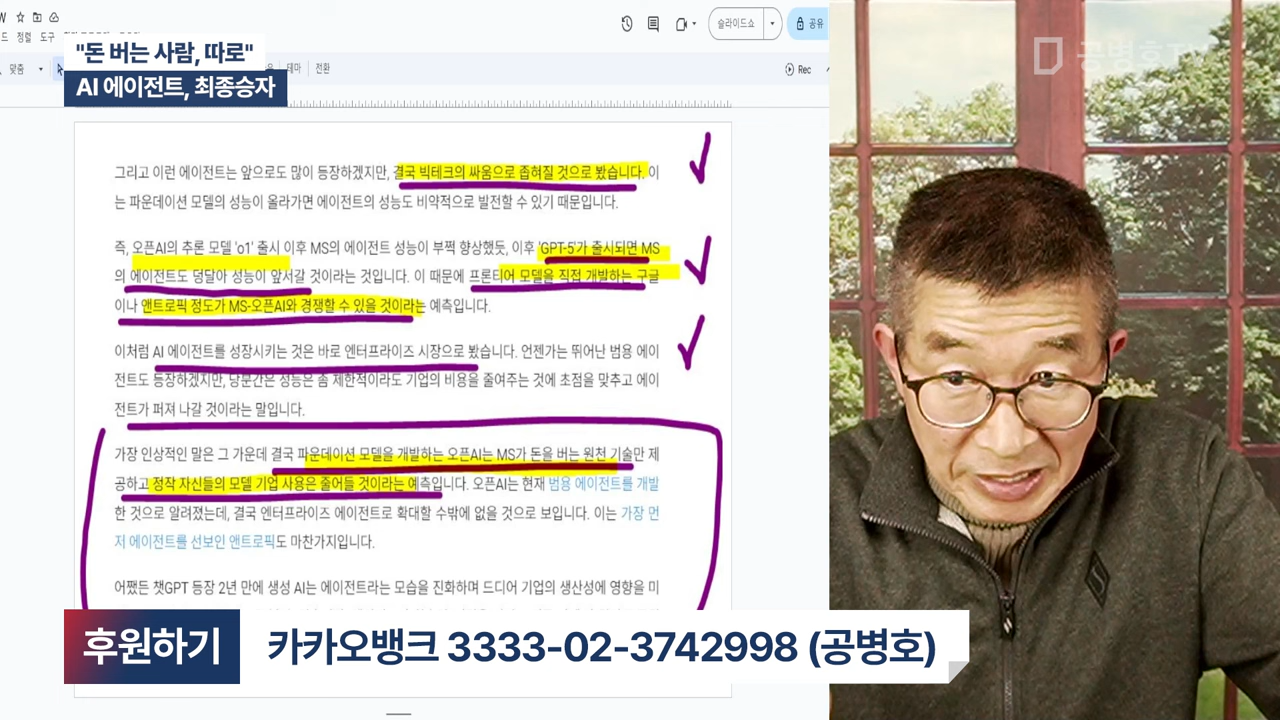 정렬 도구
슬라이드쇼
공유
"돈 버는 사람, 따로"
맞춤
테마 전환
Rec
AI 에이전트, 최종승자
공병호TV
그리고 이런 에이전트는 앞으로도 많이 등장하겠지만, 결국 빅테크의 싸움으로 좁혀질 것으로 봤습니다. 이
는 파운데이션 모델의 성능이 올라가면 에이전트의 성능도 비약적으로 발전할 수 있기 때문입니다.
즉, 오픈AI의 추론 모델 'o1' 출시 이후 MS의 에이전트 성능이 부쩍 향상했듯, 이후 'GPT-5'가 출시되면 MS
의 에이전트도 덩달아 성능이 앞서갈 것이라는 것입니다. 이 때문에 프론티어 모델을 직접 개발하는 구글
이나 앤트로픽 정도가 MS-오픈AI와 경쟁할 수 있을 것이라는 예측입니다.
이처럼 AI 에이전트를 성장시키는 것은 바로 엔터프라이즈 시장으로 봤습니다. 언젠가는 뛰어난 범용 에이
전트도 등장하겠지만, 당분간은 성능은 좀 제한적이라도 기업의 비용을 줄여주는 것에 초점을 맞추고 에이
전트가 퍼져 나갈 것이라는 말입니다.
가장 인상적인 말은 그 가운데 결국 파운데이션 모델을 개발하는 오픈AI는 MS가 돈을 버는 원천 기술만 제
공하고 정작 자신들의 모델 기업 사용은 줄어들 것이라는 예측입니다. 오픈AI는 현재 범용 에이전트를 개발
한 것으로 알려졌는데, 결국 엔터프라이즈 에이전트로 확대할 수밖에 없을 것으로 보입니다. 이는 가장 먼
저 에이전트를 선보인 앤트로픽도 마찬가지입니다.
어쨌든 챗GPT 등장 2년 만에 생성 AI는 에이전트라는 모습을 진화하며 드디어 기업의 생산성에 영향을 미
후원하기
카카오뱅크 3333-02-3742998 (공병호)